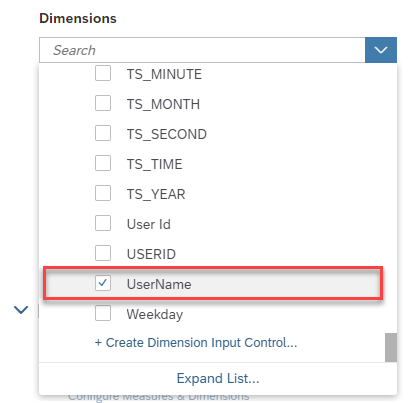 Dimensions
Search
TS_MINUTE
TS_MONTH
TS_SECOND
TS_TIME
TS_YEAR
User Id
USERID
UserName
Weekday
+ Create Dimension Input Control...
Expand List...
Configure Measures & Dimensions